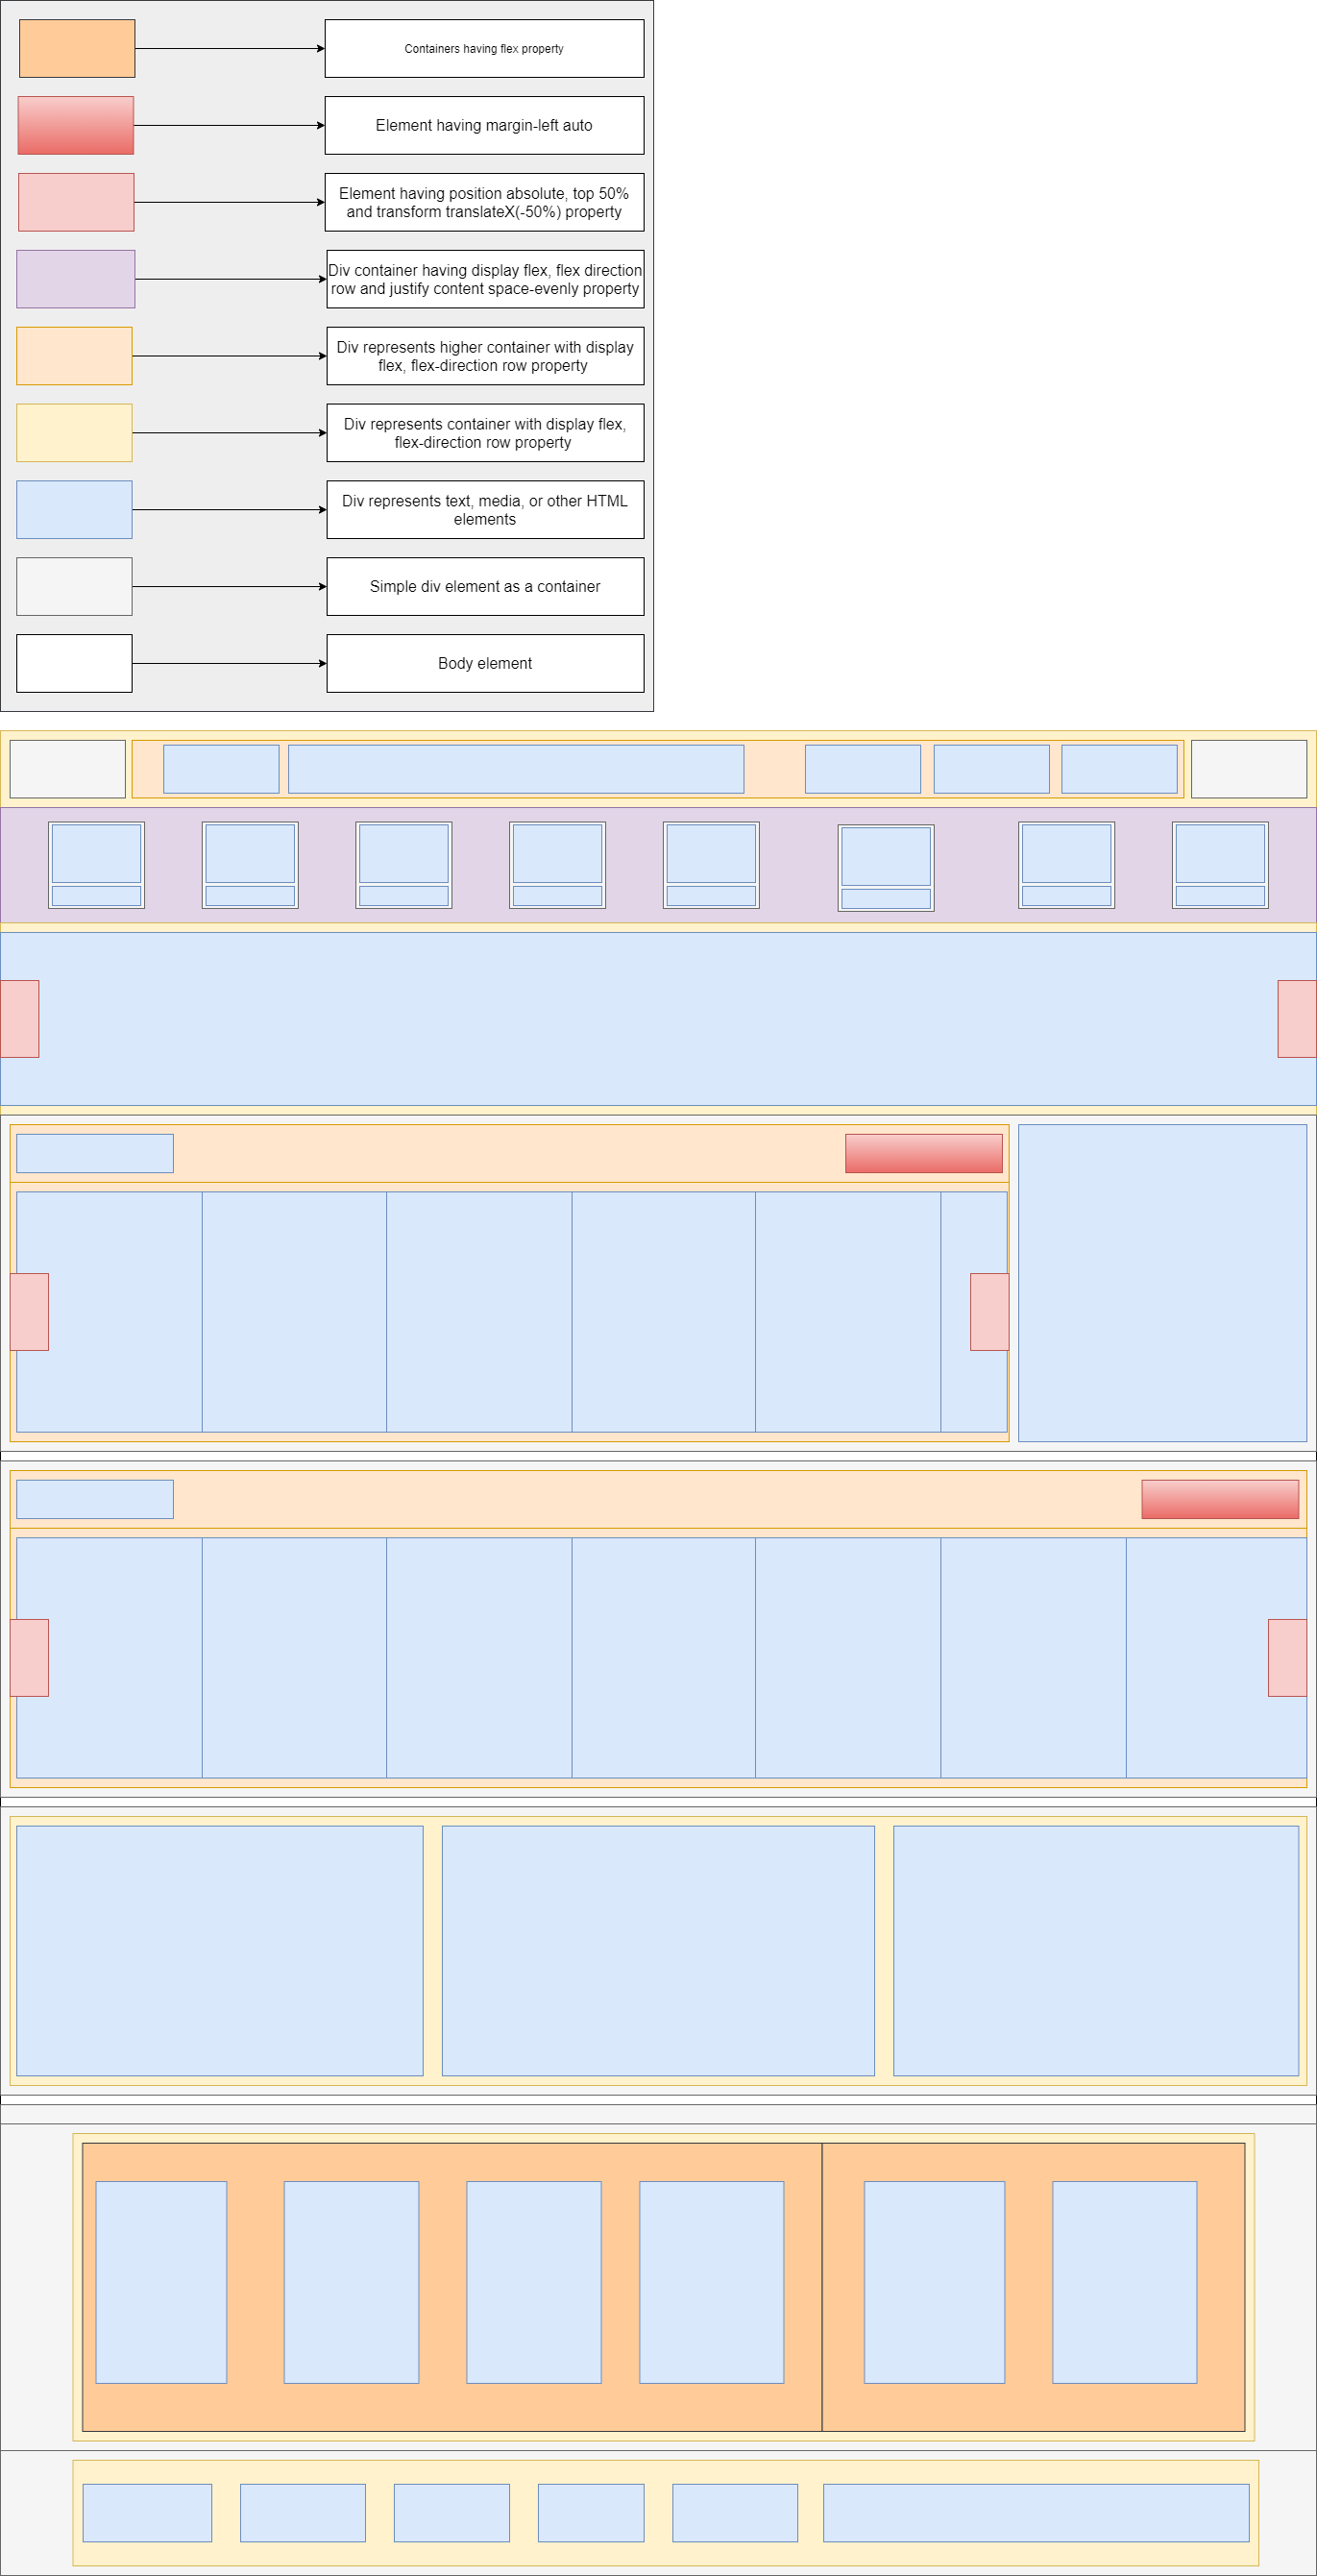 Containers having flex property
Element having margin-left auto
Element having position absolute, top 50%
and transform translateX(-50%) property
Div container having display flex, flex direction
row and justify content space-evenly property
Div represents higher container with display
flex, flex-direction row property
Div represents container with display flex,
flex-direction row property
Div represents text, media, or other HTML
elements
Simple div element as a container
Body element